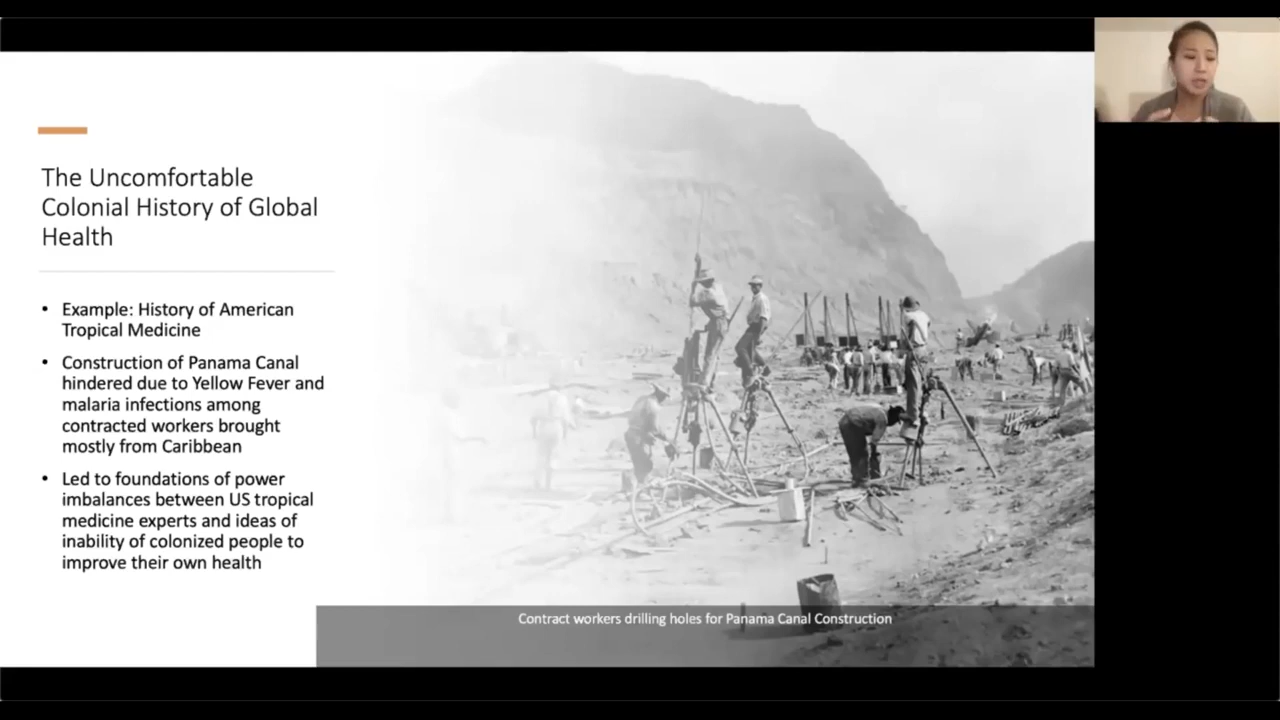 The Uncomfortable
Colonial History of Global
Health
• Example: History of American
Tropical Medicine
• Construction of Panama Canal
hindered due to Yellow Fever and
malaria infections among
contracted workers brought
mostly from Caribbean
• Led to foundations of power
imbalances between US tropical
medicine experts and ideas of
inability of colonized people to
improve their own health
Contract workers drilling holes for Panama Canal Construction